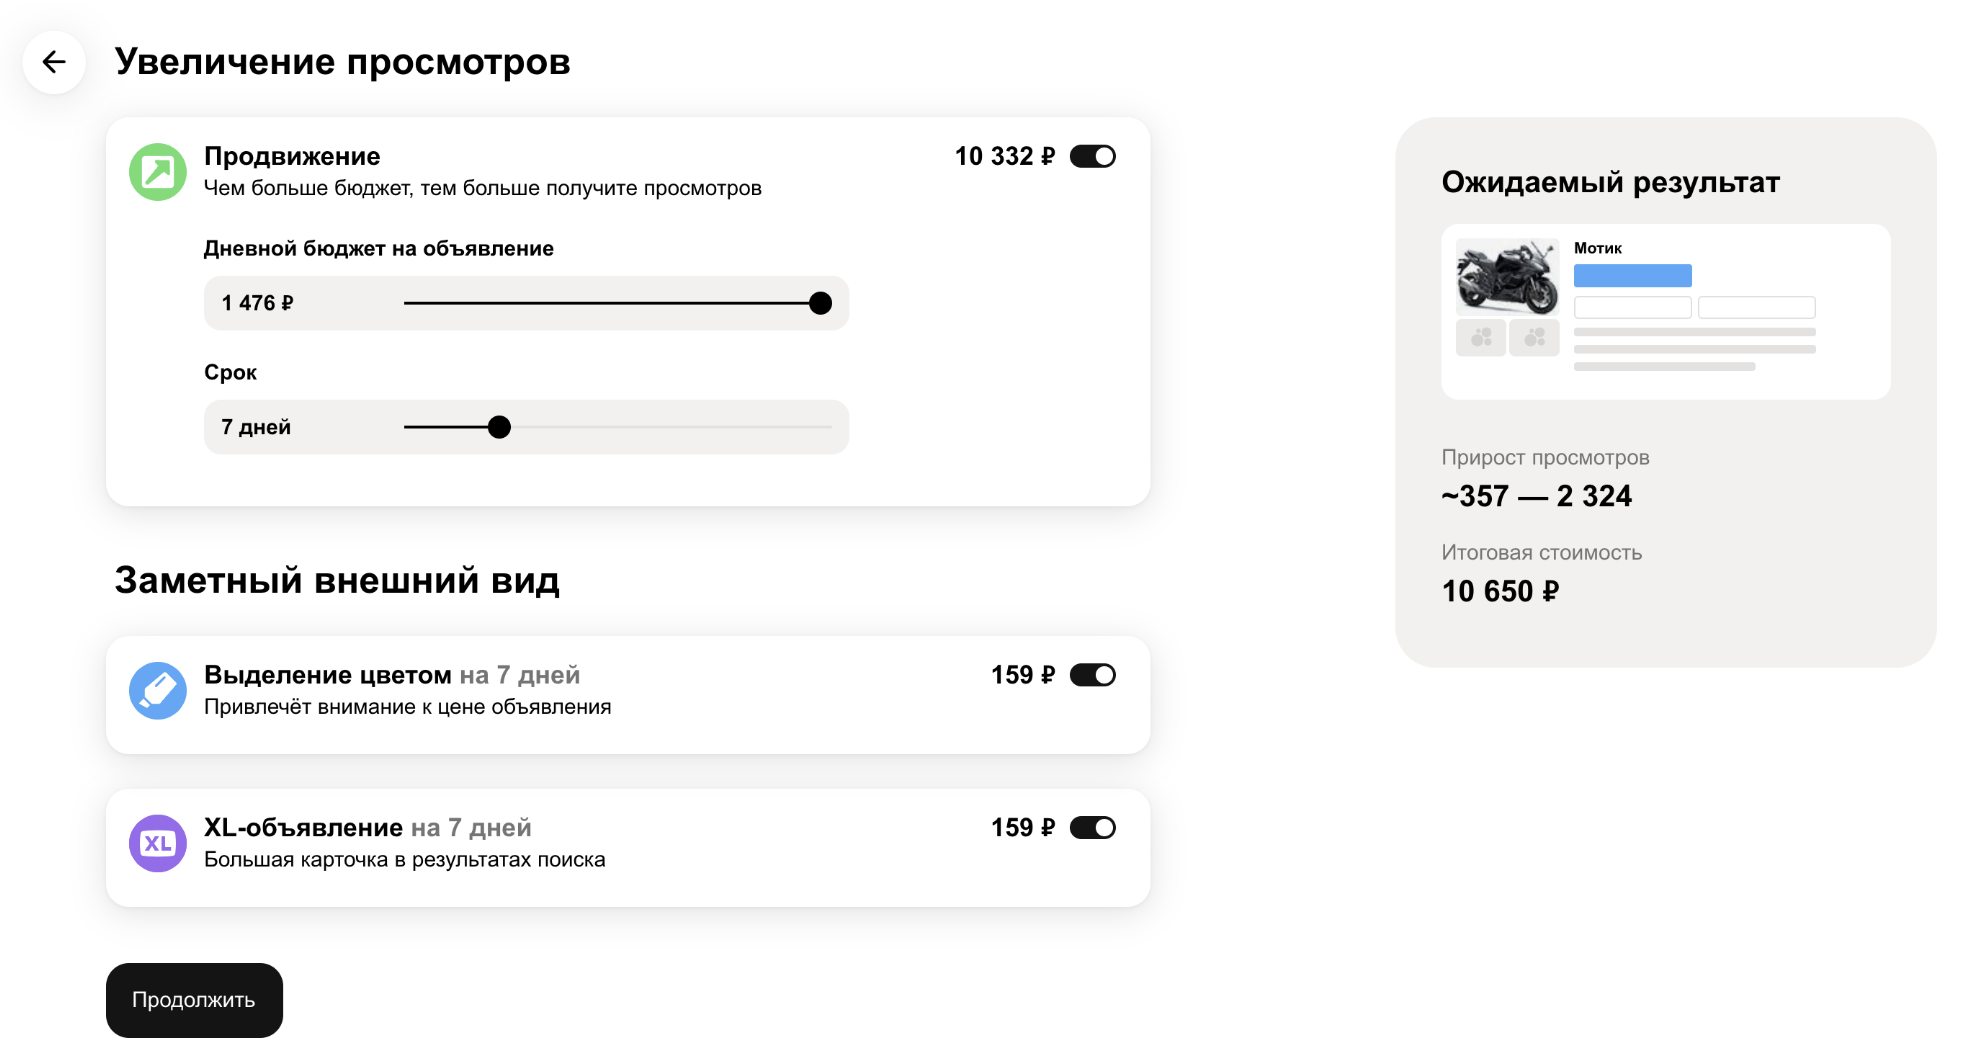 Увеличение просмотров
Продвижение
10 332 ₽
Чем больше бюджет, тем больше получите просмотров
Дневной бюджет на объявление
1 476 ₽
Срок
7 дней
Заметный внешний вид
Выделение цветом на 7 дней
159 ₽
Привлечёт внимание к цене объявления
XL
XL-объявление на 7 дней
159 ₽
Большая карточка в результатах поиска
Продолжить
Ожидаемый результат
Мотик
Прирост просмотров
~357 — 2 324
Итоговая стоимость
10 650 ₽